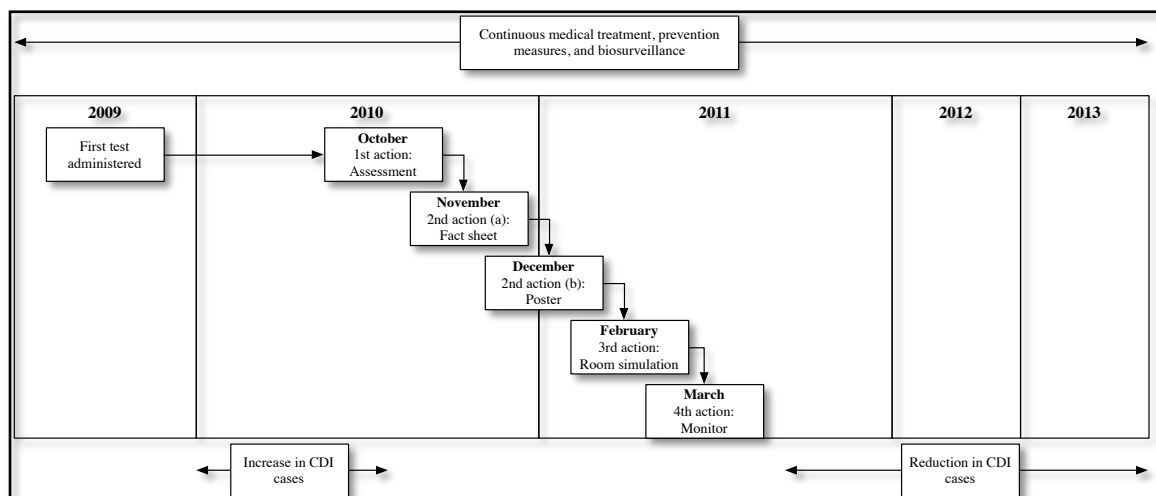 Continuous medical treatment, prevention
measures, and biosurveillance
2009
2010
2011
2012
2013
First test
administered
October
1st action:
Assessment
November
2nd action (a):
Fact sheet
December
2nd action (b):
Poster
February
3rd action:
Room simulation
March
4th action:
Monitor
Increase in CDI
cases
Reduction in CDI
cases